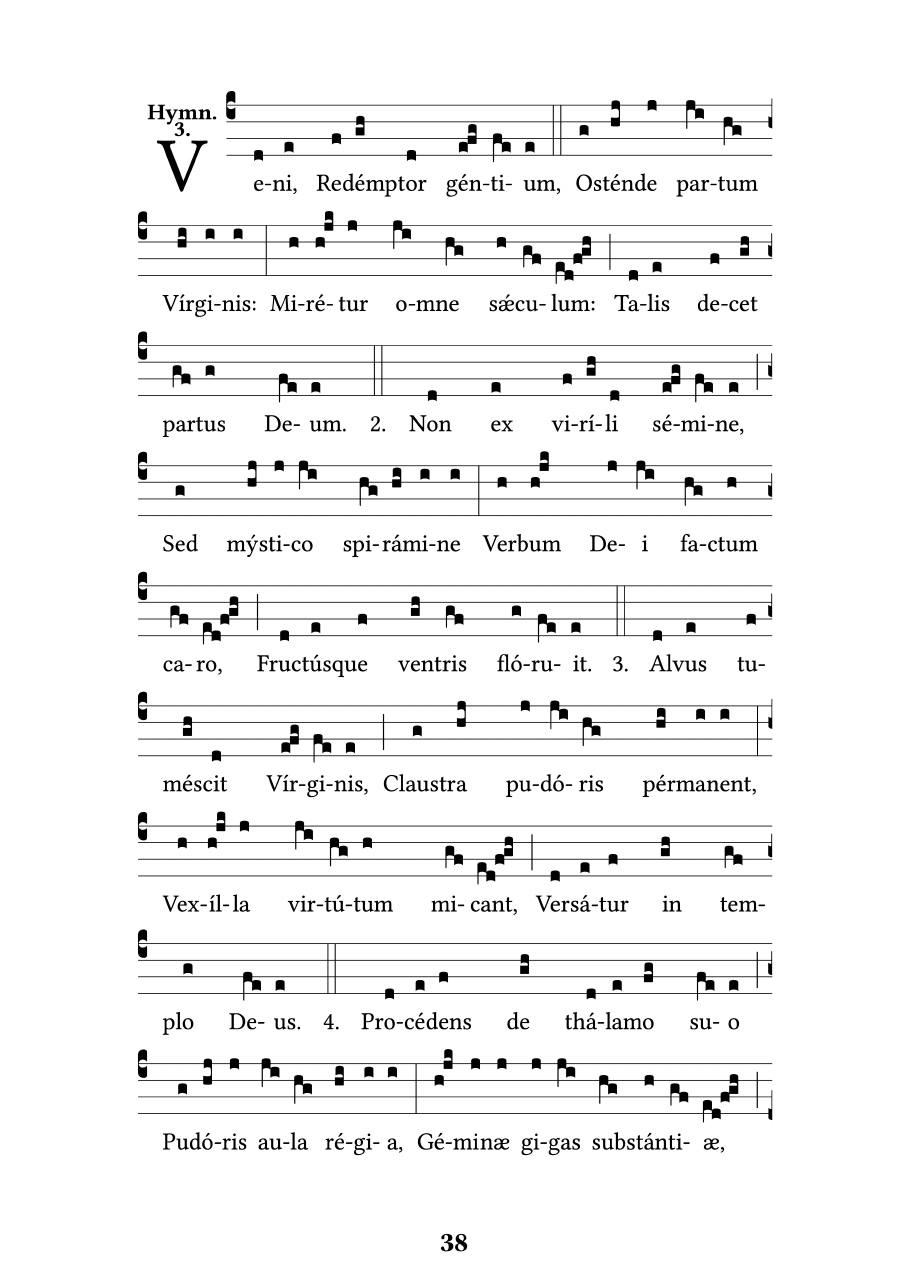 Hymn.
3.
Ve-ni, Redémptor gén-ti-um, Osténde par-tum
Vírgi-nis: Mi-ré-tur o-mne sǽcu-lum: Ta-lis de-cet
partus De-um. 2. Non ex vi-rí-li sé-mi-ne,
Sed mýsti-co spi-rámi-ne Verbum De-i fa-ctum
ca-ro, Fructúsque ventris fló-ru-it. 3. Alvus tu-
méscit Vír-gi-nis, Claustra pu-dó-ris pérmanent,
Vex-íl-la vir-tú-tum mi-cant, Versá-tur in tem-
plo De-us. 4. Pro-cédens de thá-lamo su-o
Pudó-ris au-la ré-gi-a, Gé-minæ gi-gas substánti-æ,
38